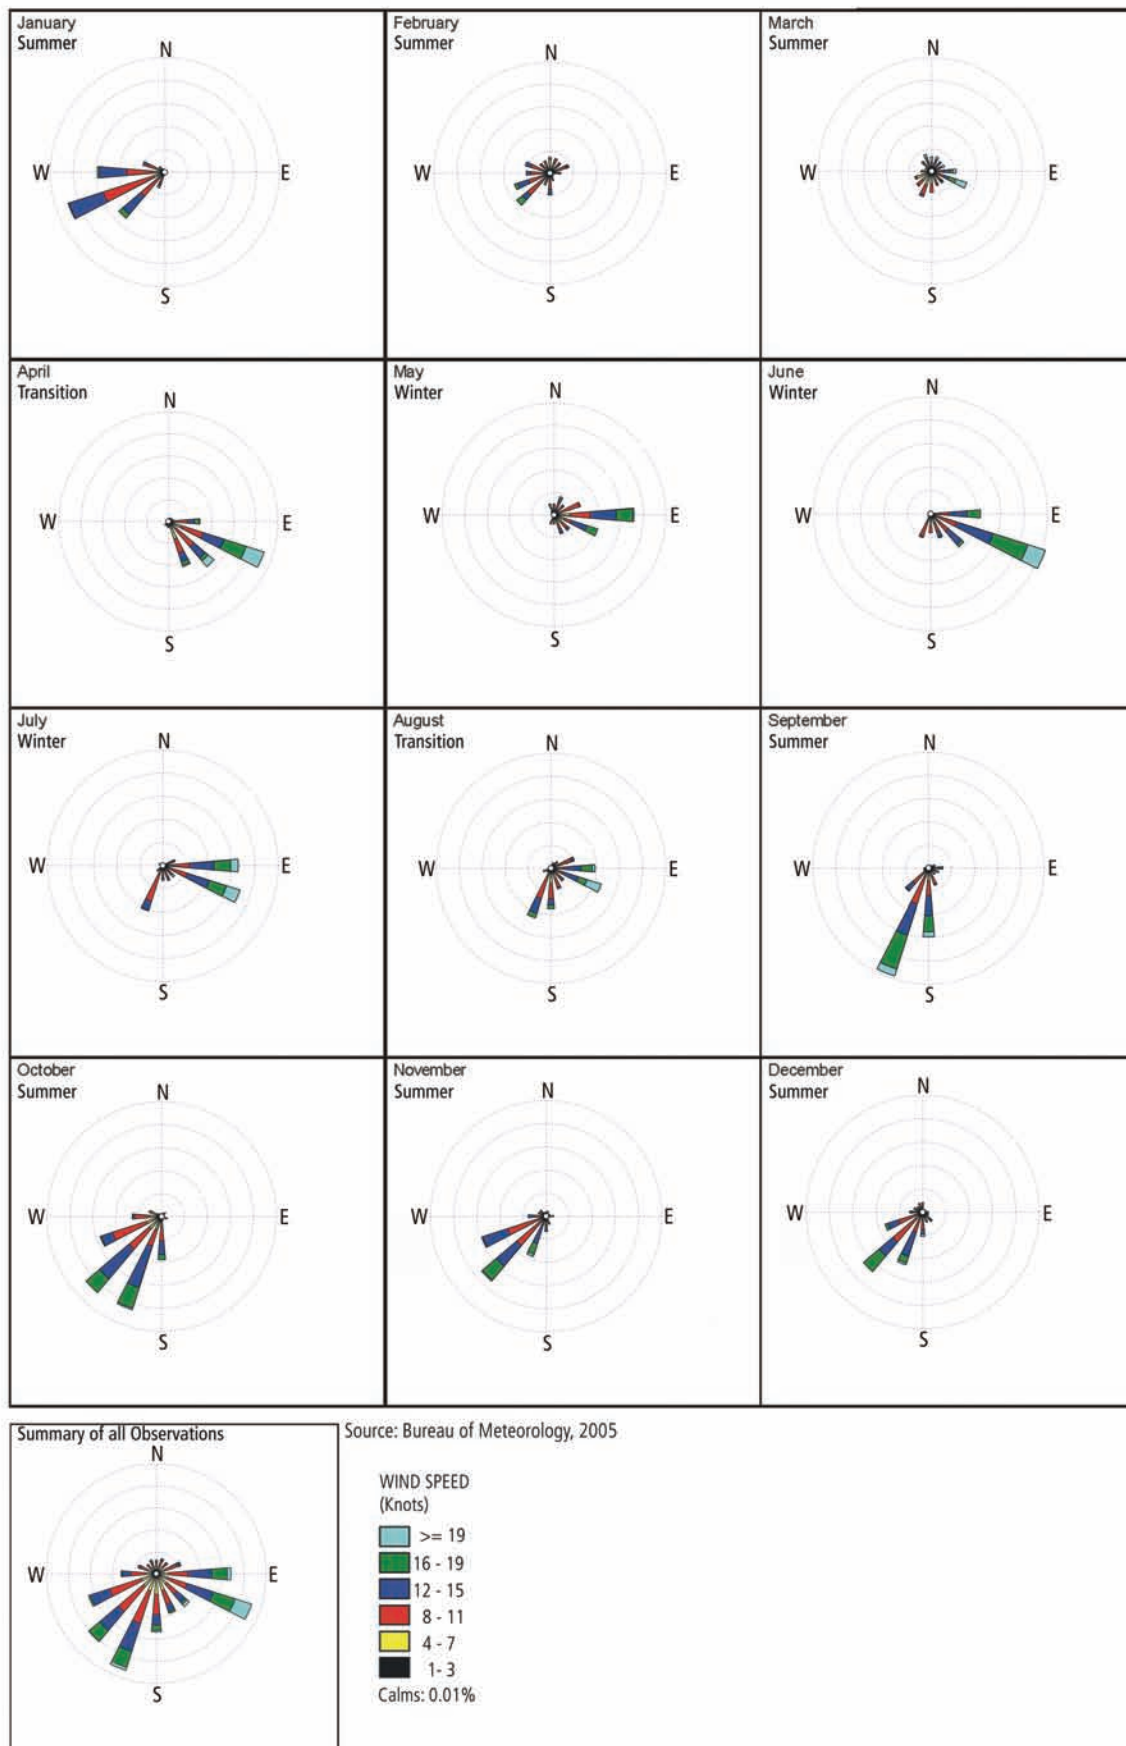 January
Summer
N
W
E
S
February
Summer
N
W
E
S
March
Summer
N
W
E
S
April
Transition
N
W
E
S
May
Winter
N
W
E
S
June
Winter
N
W
E
S
July
Winter
N
W
E
S
August
Transition
N
W
E
S
September
Summer
N
W
E
S
October
Summer
N
W
E
S
November
Summer
N
W
E
S
December
Summer
N
W
E
S
Summary of all Observations
N
W
E
S
Source: Bureau of Meteorology, 2005
WIND SPEED
(Knots)
>= 19
16 - 19
12 - 15
8 - 11
4 - 7
1- 3
Calms: 0.01%